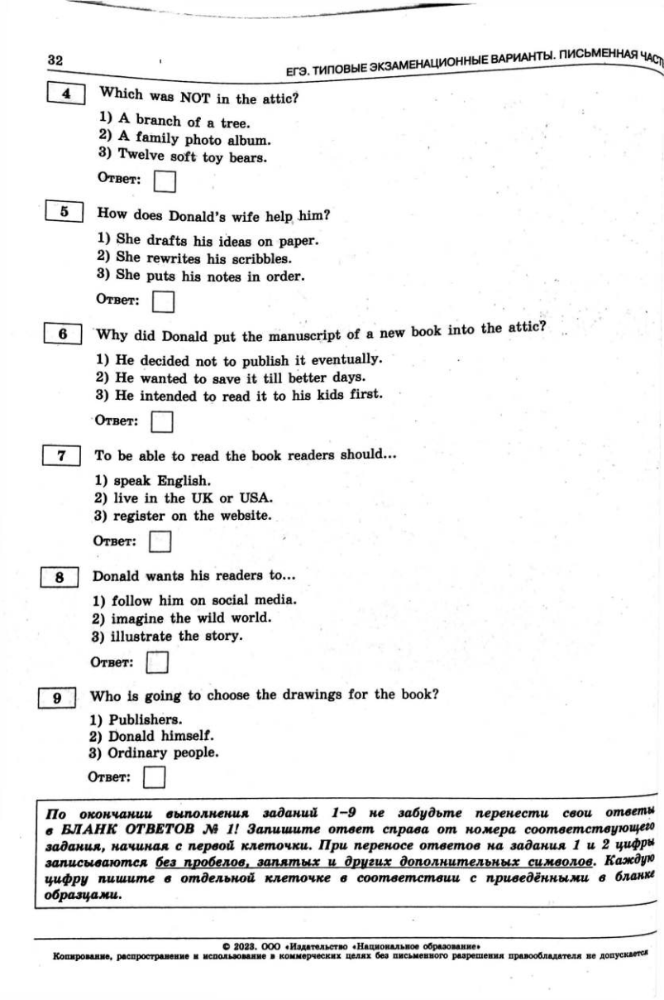 32
ЕГЭ. ТИПОВЫЕ ЭКЗАМЕНАЦИОННЫЕ ВАРИАНТЫ. ПИСЬМЕННАЯ ЧАСТ
4 Which was NOT in the attic?
1) A branch of a tree.
2) A family photo album.
3) Twelve soft toy bears.
Ответ:
5 How does Donald's wife help him?
1) She drafts his ideas on paper.
2) She rewrites his scribbles.
3) She puts his notes in order.
Ответ:
6 Why did Donald put the manuscript of a new book into the attic?
1) He decided not to publish it eventually.
2) He wanted to save it till better days.
3) He intended to read it to his kids first.
Ответ:
7 To be able to read the book readers should...
1) speak English.
2) live in the UK or USA.
3) register on the website.
Ответ:
8 Donald wants his readers to...
1) follow him on social media.
2) imagine the wild world.
3) illustrate the story.
Ответ:
9 Who is going to choose the drawings for the book?
1) Publishers.
2) Donald himself.
3) Ordinary people.
Ответ:
По окончании выполнения заданий 1–9 не забудьте перенести свои ответы
в БЛАНК ОТВЕТОВ № 1! Запишите ответ справа от номера соответствующего
задания, начиная с первой клеточки. При переносе ответов на задания 1 и 2 цифры
записываются без пробелов, запятых и других дополнительных символов. Каждую
цифру пишите в отдельной клеточке в соответствии с приведёнными в бланке
образцами.
© 2023. ООО «Издательство «Национальное образование»
Копирование, распространение и использование в коммерческих целях без письменного разрешения правообладателя не допускается